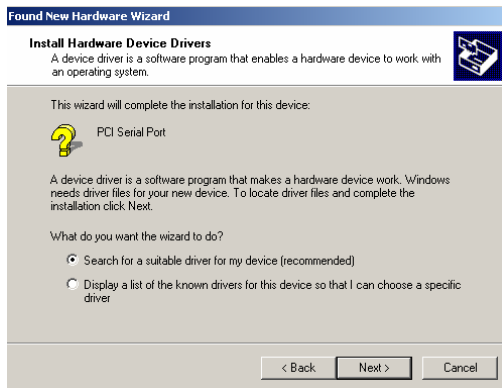 Found New Hardware Wizard
Install Hardware Device Drivers
A device driver is a software program that enables a hardware device to work with
an operating system.
This wizard will complete the installation for this device:
PCI Serial Port
A device driver is a software program that makes a hardware device work. Windows
needs driver files for your new device. To locate driver files and complete the
installation click Next.
What do you want the wizard to do?
Search for a suitable driver for my device (recommended)
Display a list of the known drivers for this device so that I can choose a specific
driver
< Back
Next >
Cancel